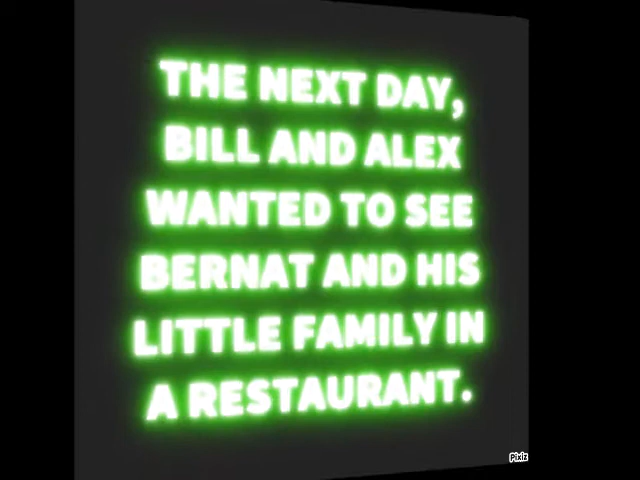 THE NEXT DAY,
BILL AND ALEX
WANTED TO SEE
BERNAT AND HIS
LITTLE FAMILY IN
A RESTAURANT.
Pixiz